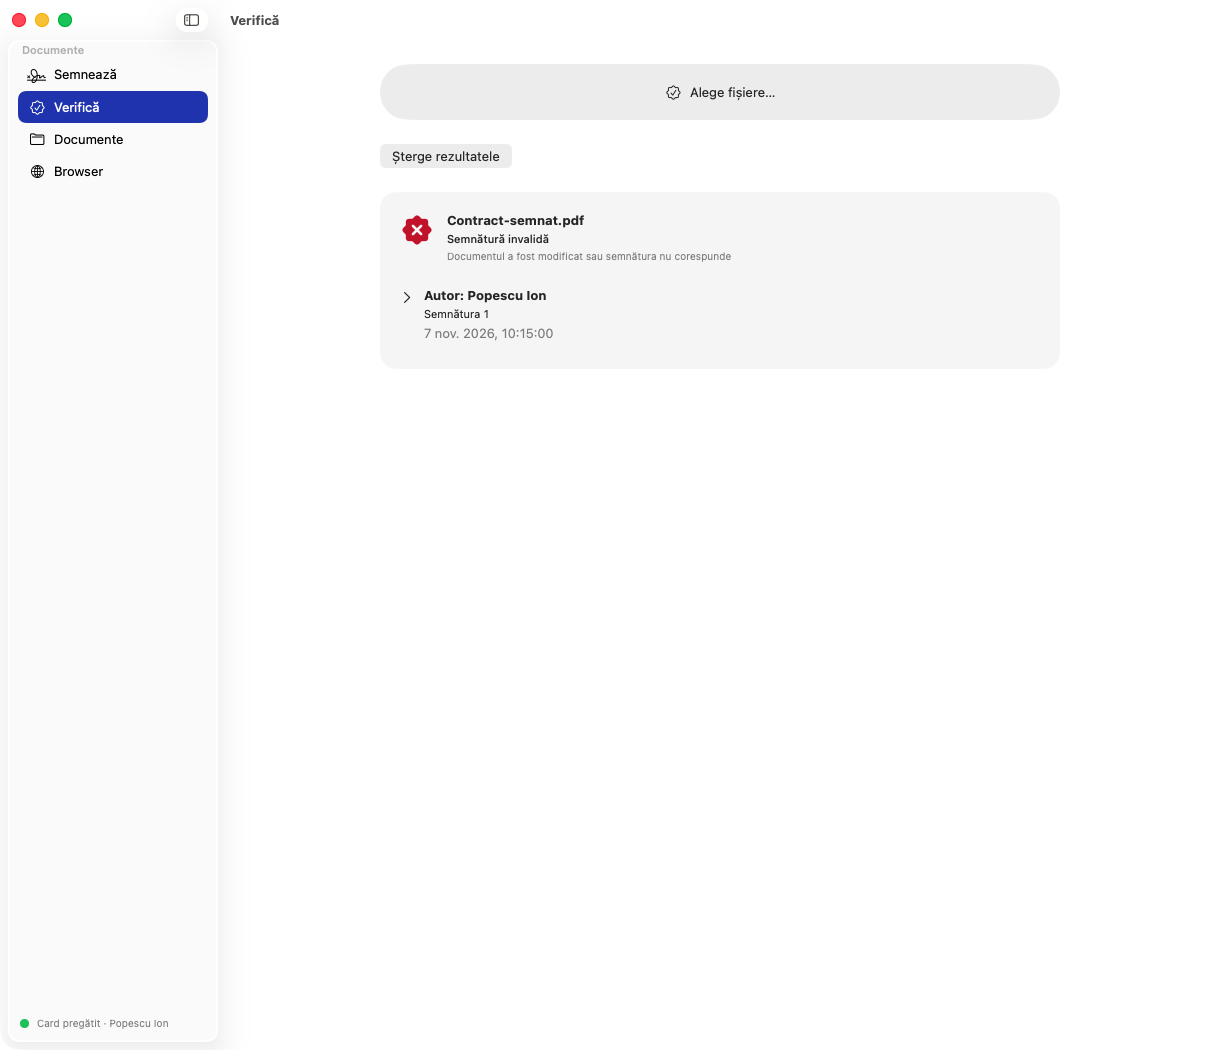 Verifică
Documente
Semnează
Verifică
Documente
Browser
Alege fișiere...
Șterge rezultatele
Contract-semnat.pdf
Semnătură invalidă
Documentul a fost modificat sau semnătura nu corespunde
Autor: Popescu Ion
Semnătura 1
7 nov. 2026, 10:15:00
Card pregătit · Popescu Ion